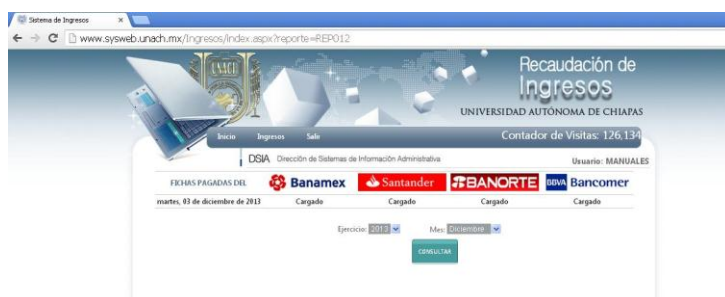 Sistema de Ingresos
www.sysweb.unach.mx/Ingresos/Index.aspx?reporte=REP012
UNACH
Recaudación de
Ingresos
UNIVERSIDAD AUTÓNOMA DE CHIAPAS
Inicio Ingresos Salir
Contador de Visitas: 126,134
DSIA Dirección de Sistemas de Información Administrativa
Usuario: MANUALES
FICHAS PAGADAS DEL Banamex Santander BANORTE BBVA Bancomer
martes, 03 de diciembre de 2013 Cargado Cargado Cargado Cargado
Ejercicio: 2013 Mes: Diciembre
CONSULTAR